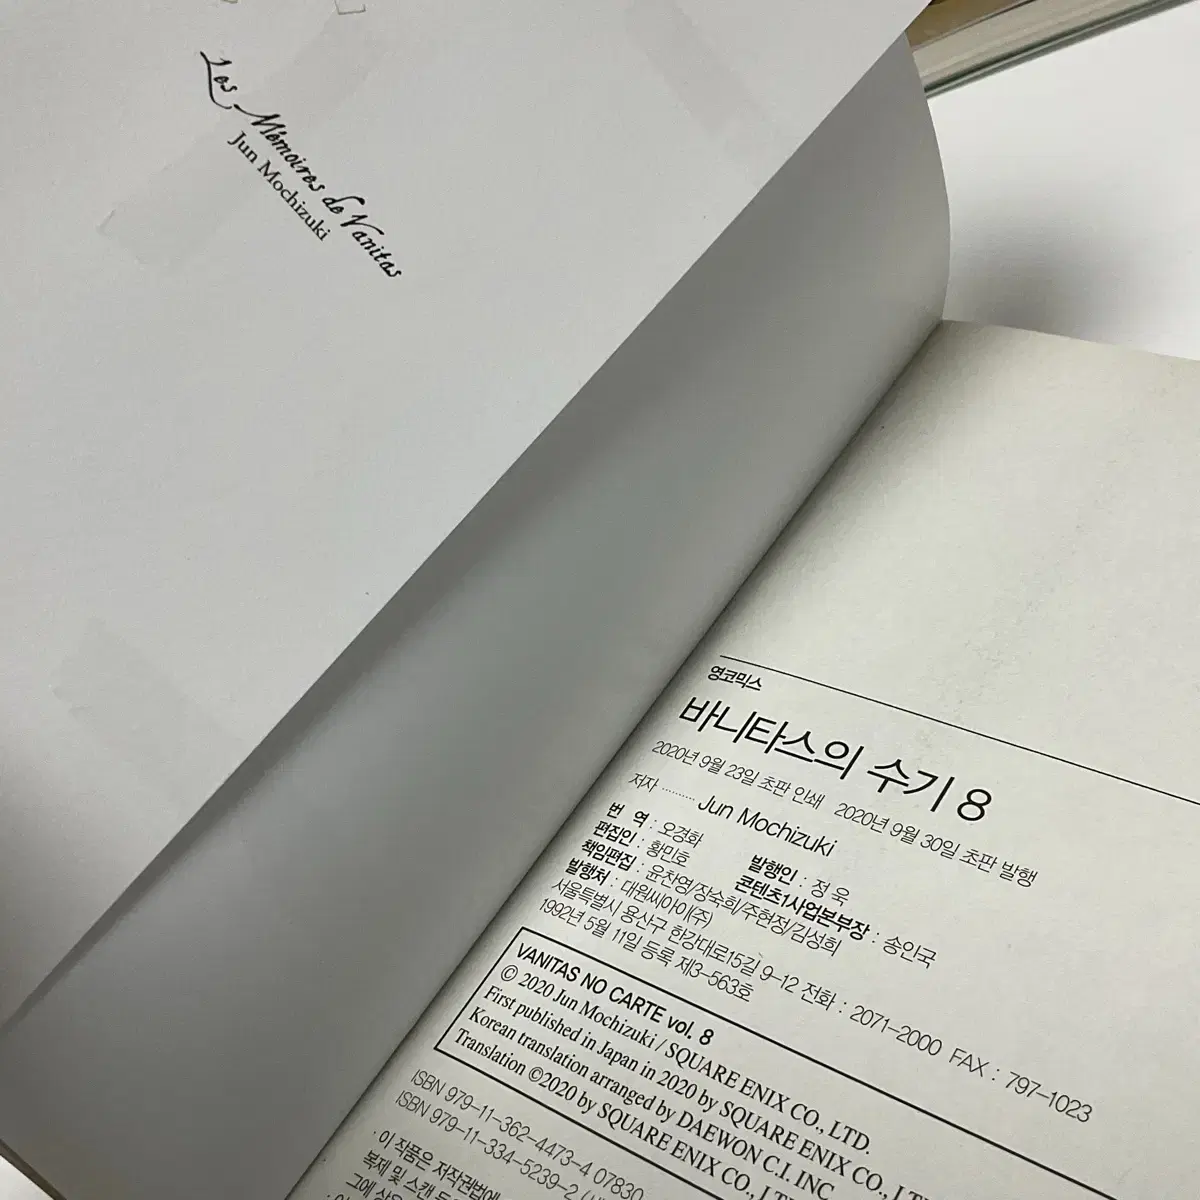 Les Mémoires de Vanitas
Jun Mochizuki
영코믹스
바니타스의 수기 8
2020년 9월 23일 초판 인쇄 2020년 9월 30일 초판 발행
저자 .......... Jun Mochizuki
번 역 : 오경화
편집인 : 황민호 발행인 : 정 욱
책임편집 : 윤찬영/장숙희/주현정/김성희 콘텐츠1사업본부장 : 송인국
발행처 : 대원씨아이(주)
서울특별시 용산구 한강대로15길 9-12 전화 : 2071-2000 FAX : 797-1023
1992년 5월 11일 등록 제3-563호
VANITAS NO CARTE vol. 8
© 2020 Jun Mochizuki / SQUARE ENIX CO., LTD.
First published in Japan in 2020 by SQUARE ENIX CO., LTD.
Korean translation arranged by DAEWON C.I. INC
Translation ©2020 by SQUARE ENIX CO.,
ISBN 979-11-362-4473-4 07830
ISBN 979-11-334-5239-2
· 이 작품은 저작권법에
복제 및 스캔